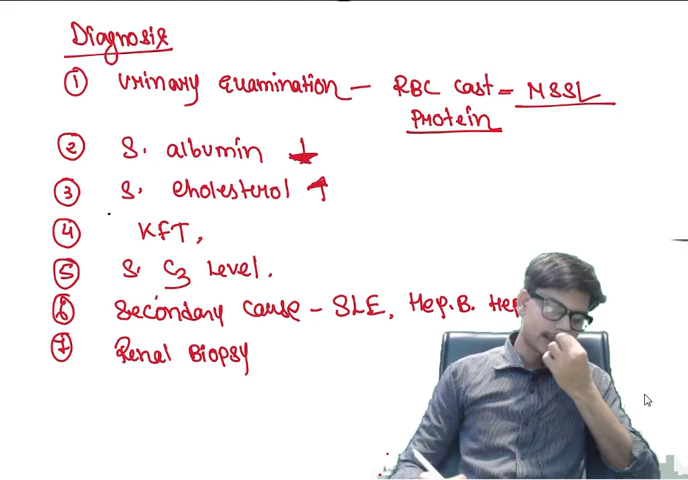 Diagnosis
① Urinary Examination - RBC Cast = NSSL
Protein
② S. albumin ↓
③ S. Cholesterol ↑
④ KFT,
⑤ S. C3 Level.
⑥ Secondary Cause - SLE, Hep. B. Hep
⑦ Renal Biopsy